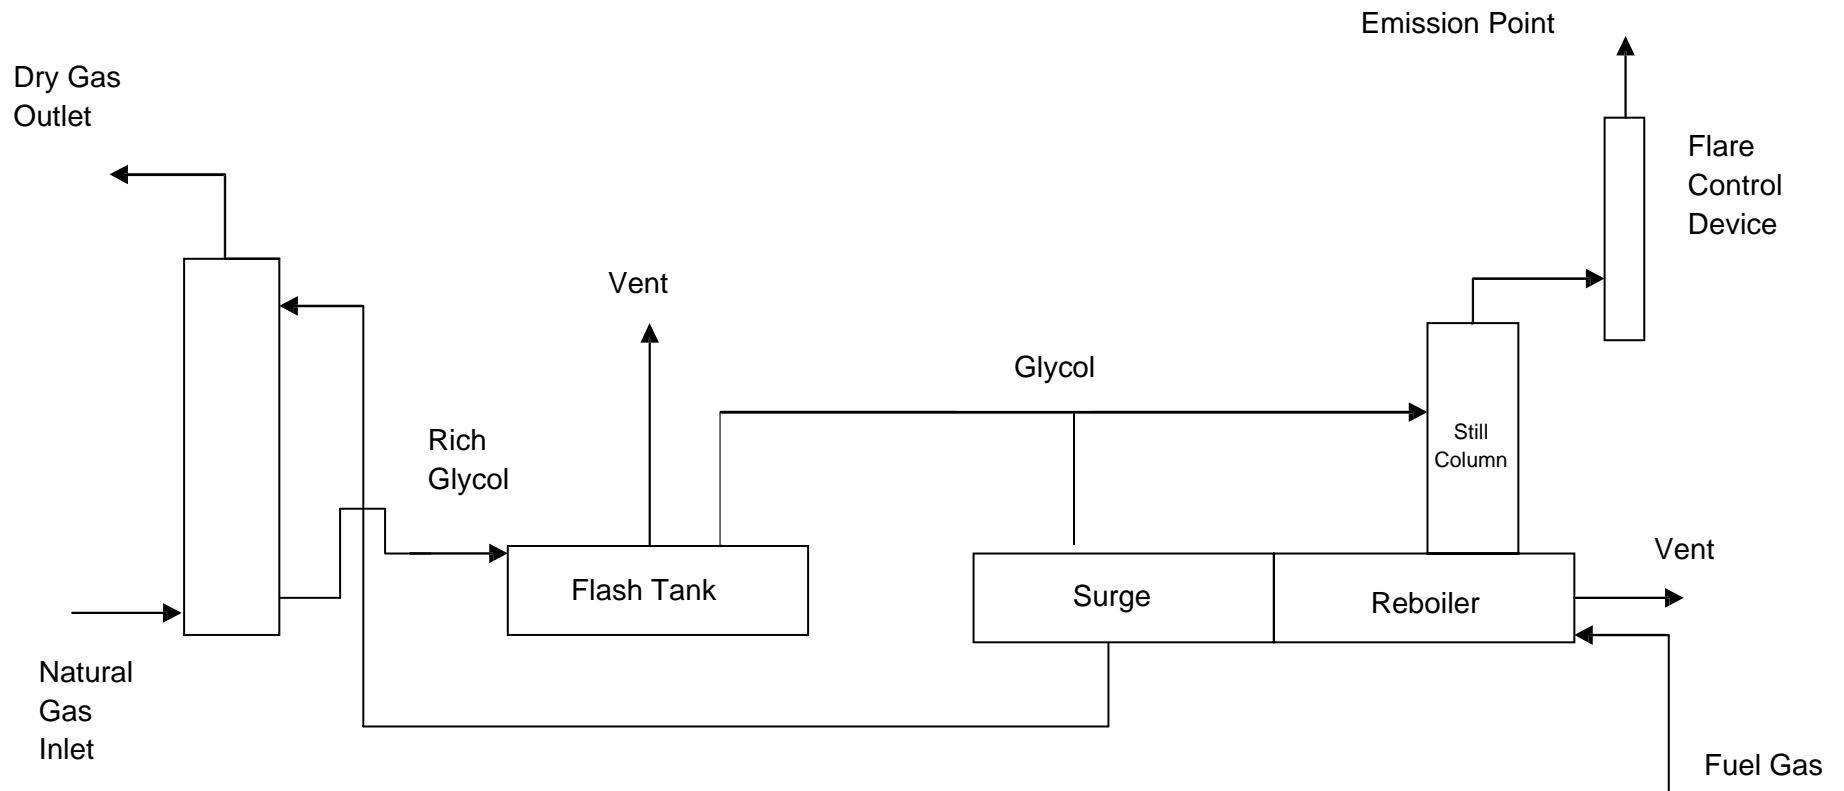 Emission Point
Dry Gas
Outlet
Flare
Control
Device
Vent
Glycol
Rich
Glycol
Still
Column
Vent
Flash Tank
Surge
Reboiler
Natural
Gas
Inlet
Fuel Gas